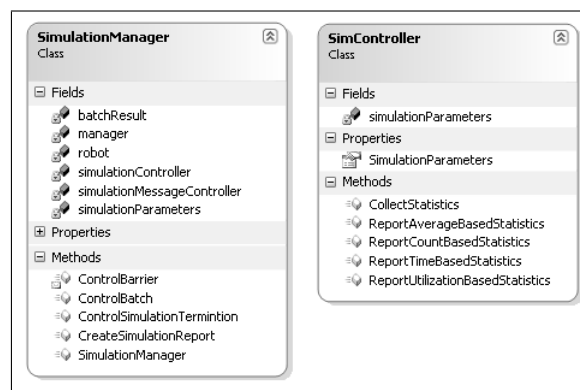 SimulationManager
Class
Fields
batchResult
manager
robot
simulationController
simulationMessageController
simulationParameters
Properties
Methods
ControlBarrier
ControlBatch
ControlSimulationTermintion
CreateSimulationReport
SimulationManager
SimController
Class
Fields
simulationParameters
Properties
SimulationParameters
Methods
CollectStatistics
ReportAverageBasedStatistics
ReportCountBasedStatistics
ReportTimeBasedStatistics
ReportUtilizationBasedStatistics